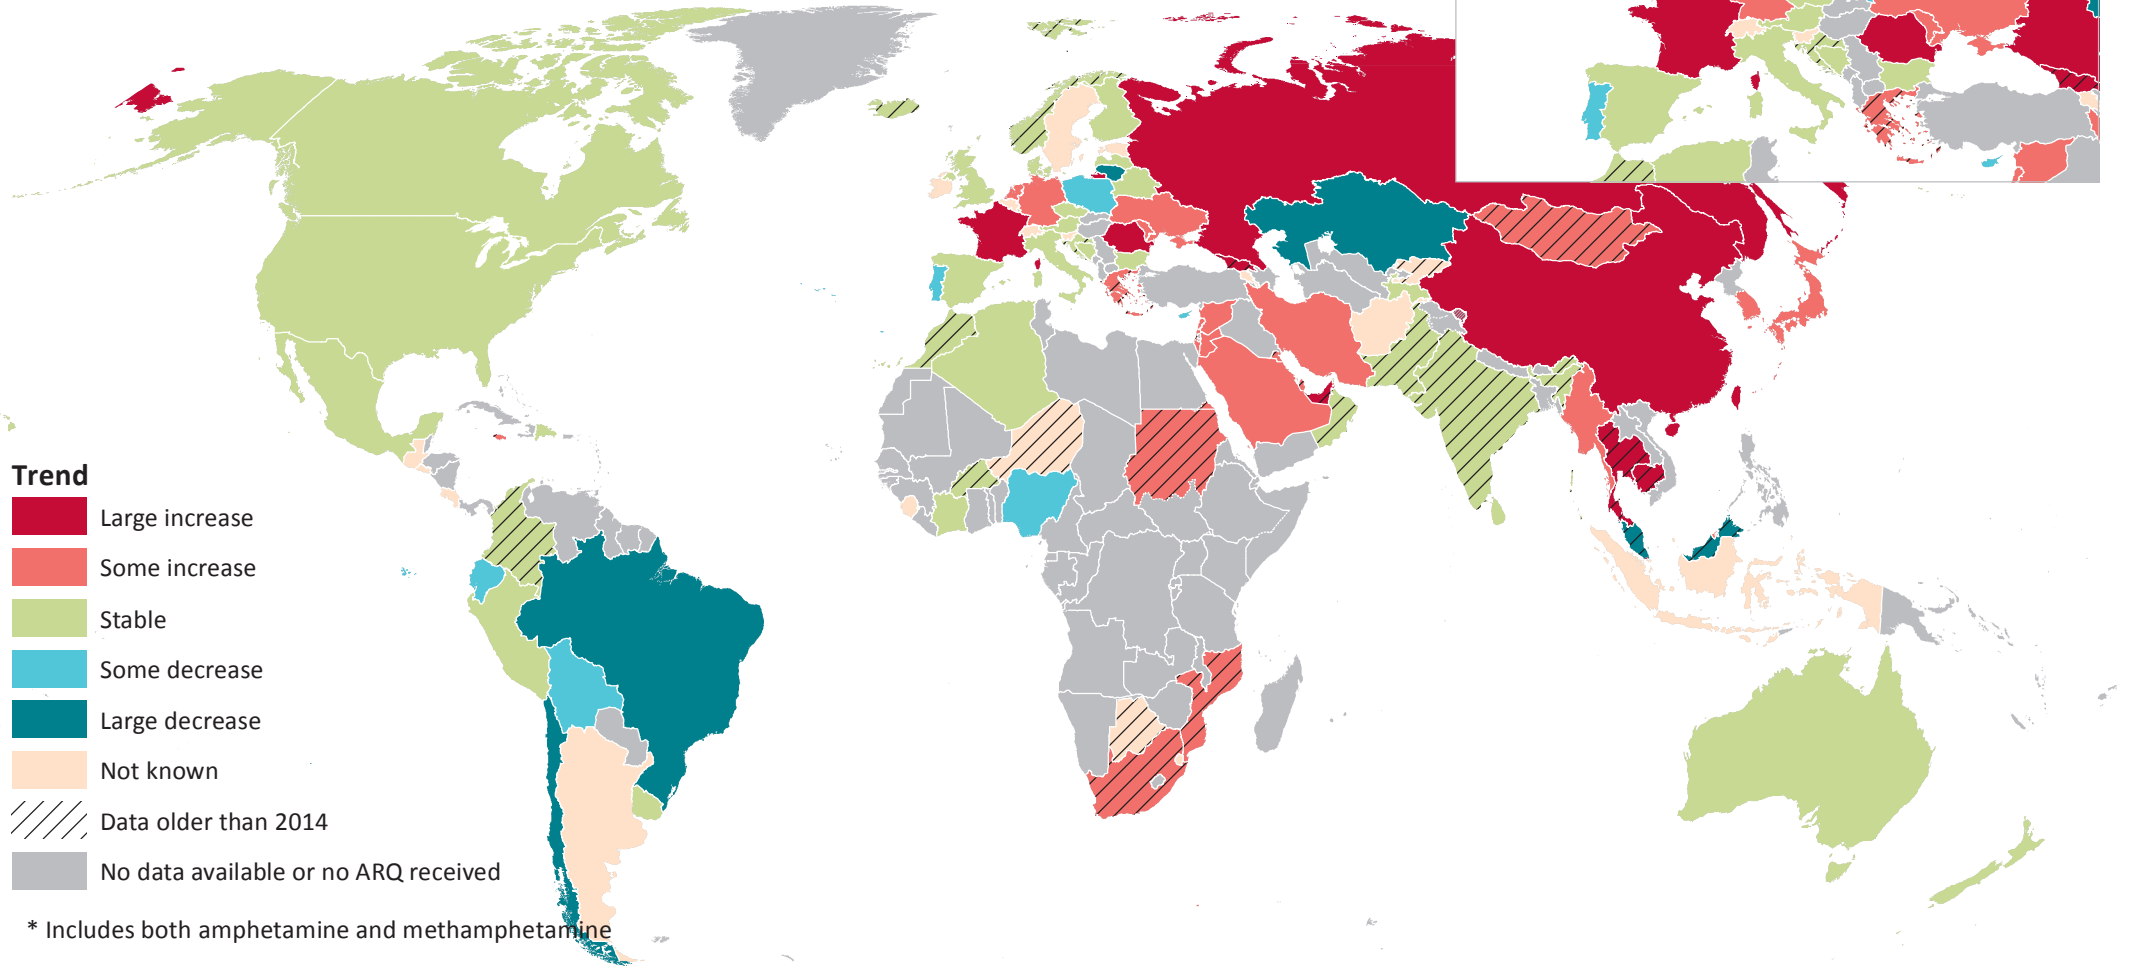 Trend
Large increase
Some increase
Stable
Some decrease
Large decrease
Not known
Data older than 2014
No data available or no ARQ received
* Includes both amphetamine and methamphetamine